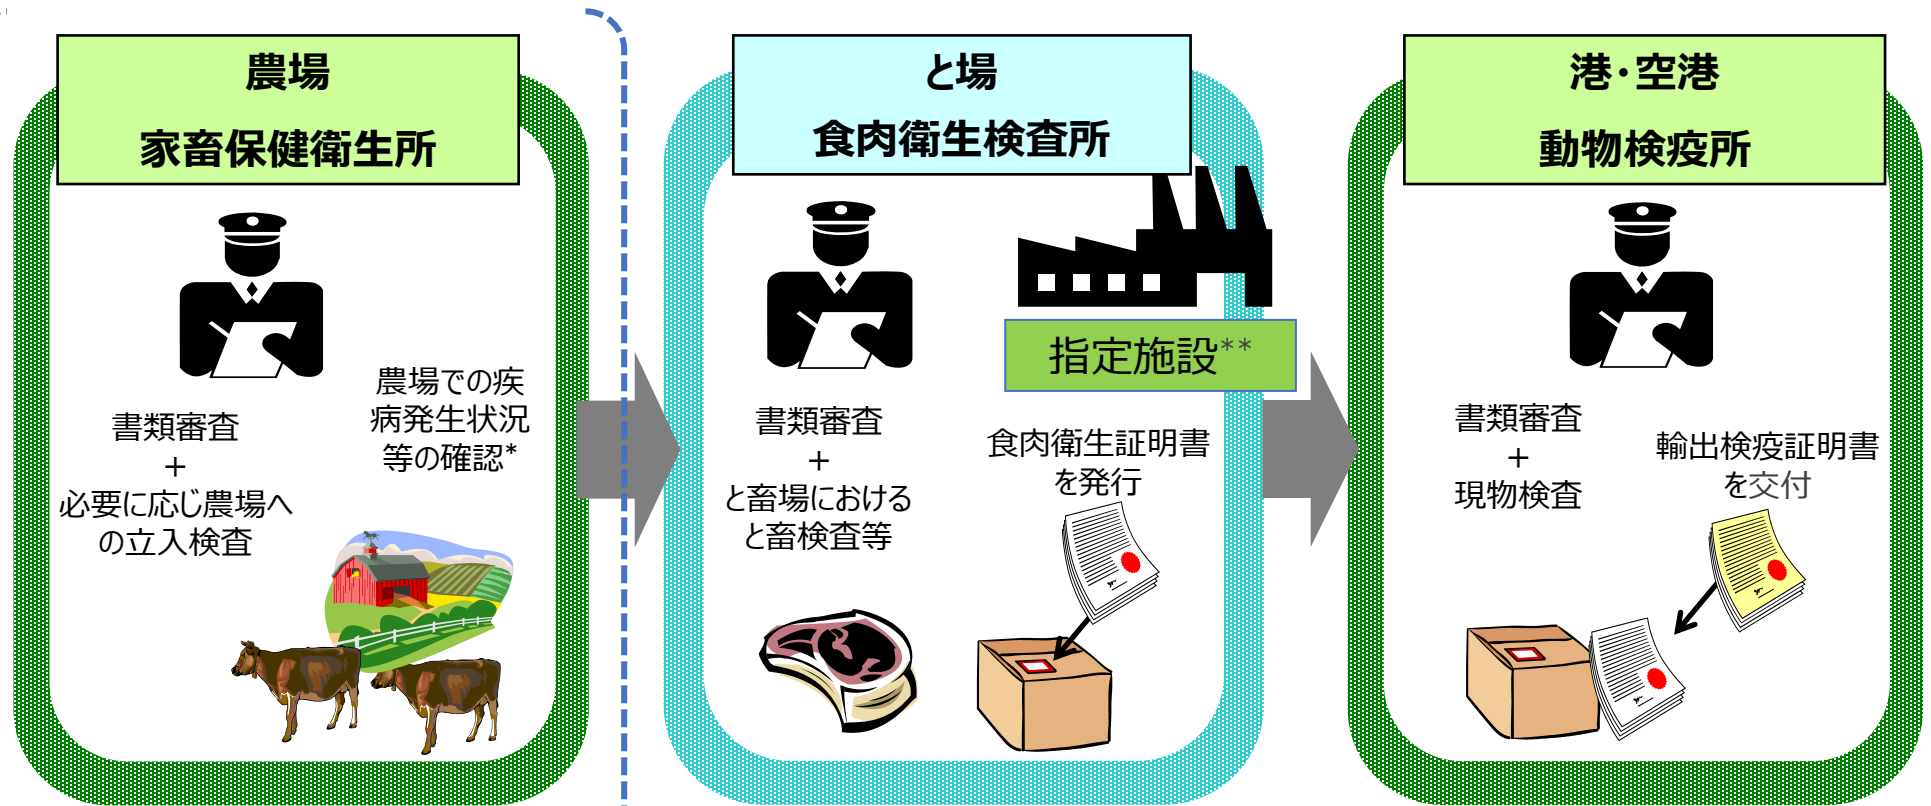 農場
家畜保健衛生所
書類審査
+
必要に応じ農場へ
の立入検査
農場での疾
病発生状況
等の確認*
と場
食肉衛生検査所
指定施設**
書類審査
+
と畜場における
と畜検査等
食肉衛生証明書
を発行
港・空港
動物検疫所
書類審査
+
現物検査
輸出検疫証明書
を交付